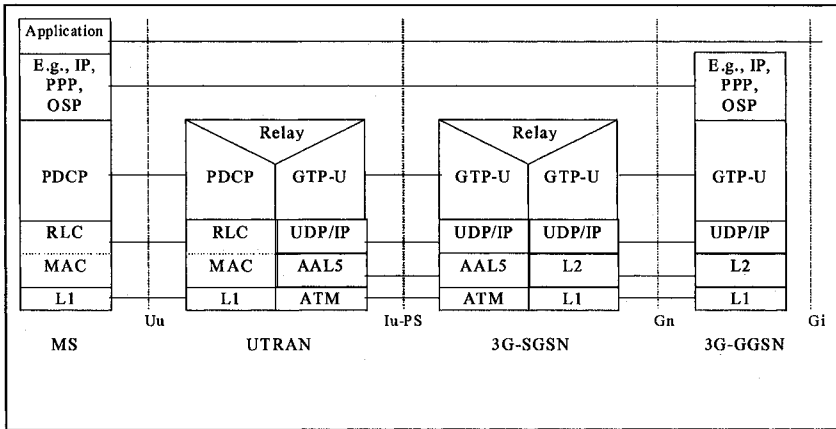 Application
E.g., IP, PPP, OSP
E.g., IP, PPP, OSP
Relay
Relay
PDCP
PDCP
GTP-U
GTP-U
GTP-U
GTP-U
RLC
RLC
UDP/IP
UDP/IP
UDP/IP
UDP/IP
MAC
MAC
AAL5
AAL5
L2
L2
L1
L1
ATM
ATM
L1
L1
Uu
Iu-PS
Gn
Gi
MS
UTRAN
3G-SGSN
3G-GGSN